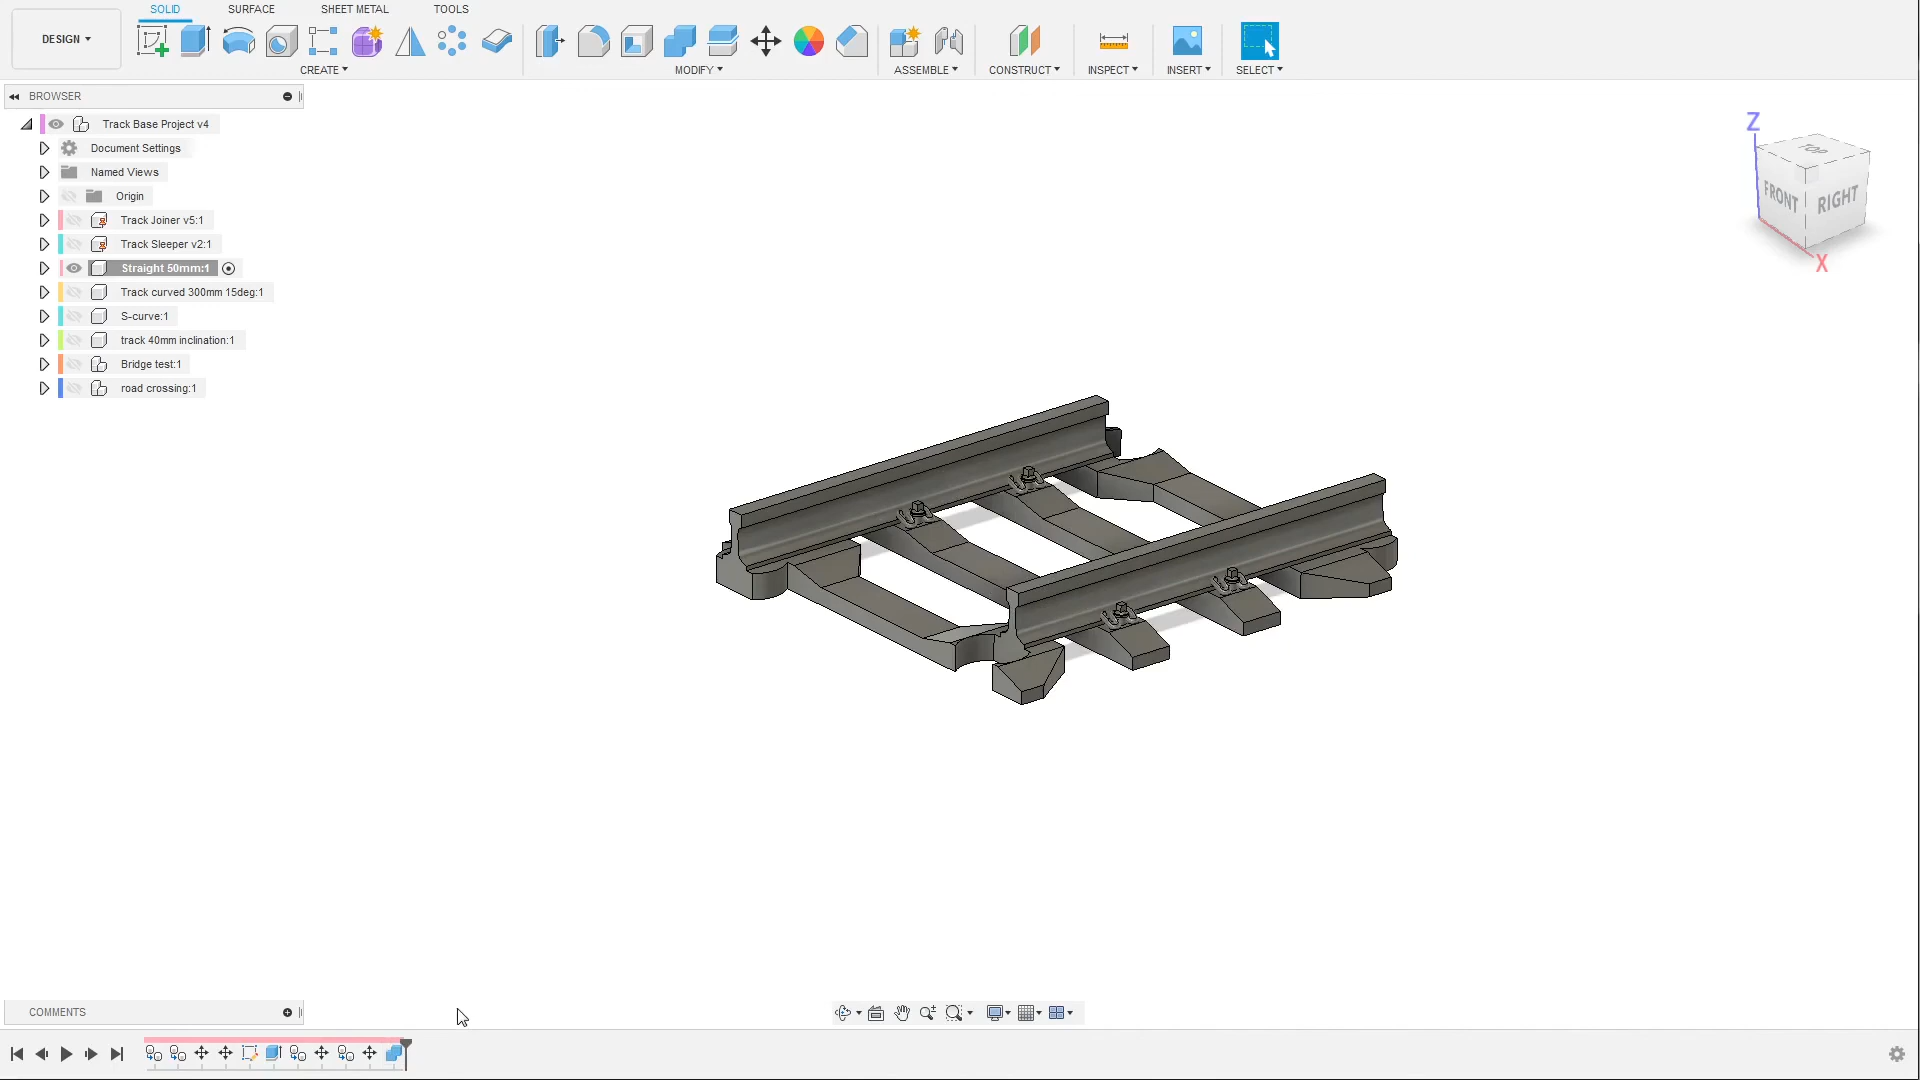 SOLID SURFACE SHEET METAL TOOLS
DESIGN
CREATE MODIFY ASSEMBLE CONSTRUCT INSPECT INSERT SELECT
BROWSER
Track Base Project v4
Document Settings
Named Views
Origin
Track Joiner v5:1
Track Sleeper v2:1
Straight 50mm:1
Track curved 300mm 15deg:1
S-curve:1
track 40mm inclination:1
Bridge test:1
road crossing:1
Z
TOP
FRONT
RIGHT
X
COMMENTS